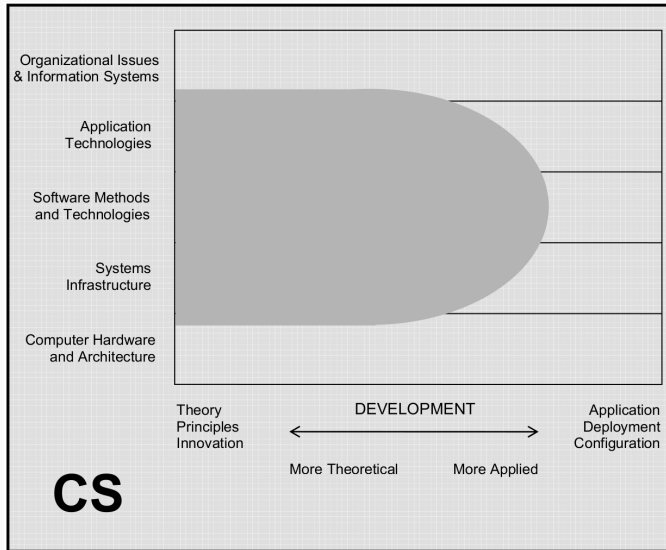 Organizational Issues
& Information Systems
Application
Technologies
Software Methods
and Technologies
Systems
Infrastructure
Computer Hardware
and Architecture
Theory
Principles
Innovation
DEVELOPMENT
Application
Deployment
Configuration
More Theoretical
More Applied
CS